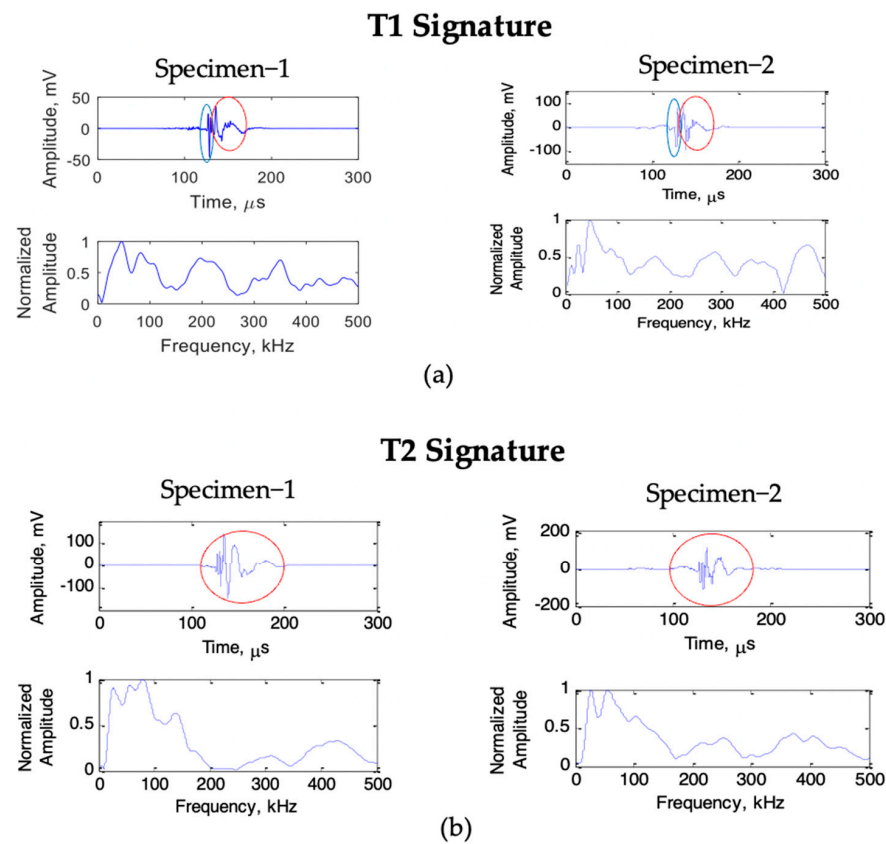 T1 Signature
Specimen−1
Amplitude, mV
50
0
-50
0 100 200 300
Time, μs
Normalized
Amplitude
1
0.5
0
0 100 200 300 400 500
Frequency, kHz
Specimen−2
Amplitude, mV
100
0
-100
0 100 200 300
Time, μs
Normalized
Amplitude
1
0.5
0
0 100 200 300 400 500
Frequency, kHz
(a)
T2 Signature
Specimen−1
Amplitude, mV
100
0
-100
0 100 200 300
Time, μs
Normalized
Amplitude
1
0.5
0
0 100 200 300 400 500
Frequency, kHz
Specimen−2
Amplitude, mV
200
0
-200
0 100 200 300
Time, μs
Normalized
Amplitude
1
0.5
0
0 100 200 300 400 500
Frequency, kHz
(b)